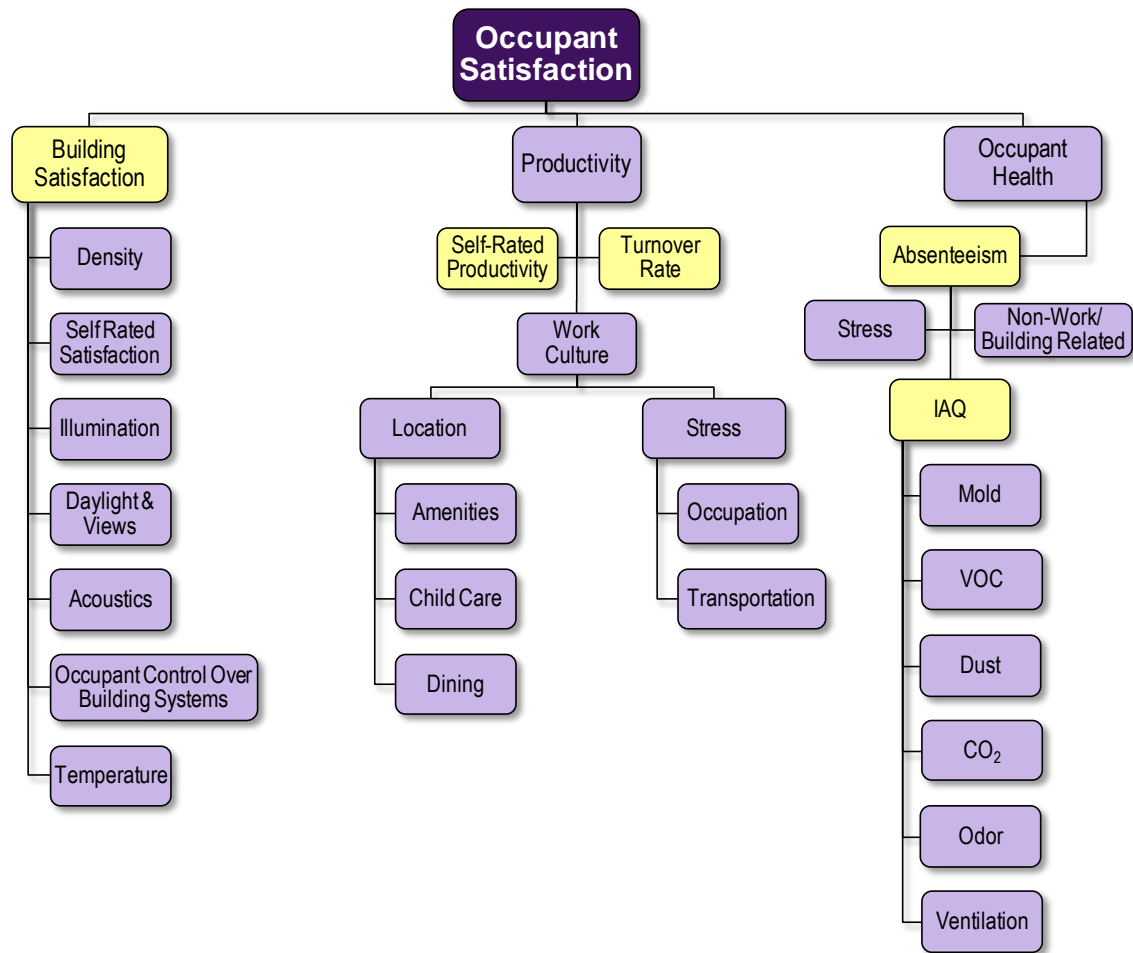 Occupant
Satisfaction
Building
Satisfaction
Density
Self Rated
Satisfaction
Illumination
Daylight &
Views
Acoustics
Occupant Control Over
Building Systems
Temperature
Productivity
Self-Rated
Productivity
Turnover
Rate
Work
Culture
Location
Amenities
Child Care
Dining
Stress
Occupation
Transportation
Occupant
Health
Absenteeism
Stress
Non-Work/
Building Related
IAQ
Mold
VOC
Dust
CO₂
Odor
Ventilation